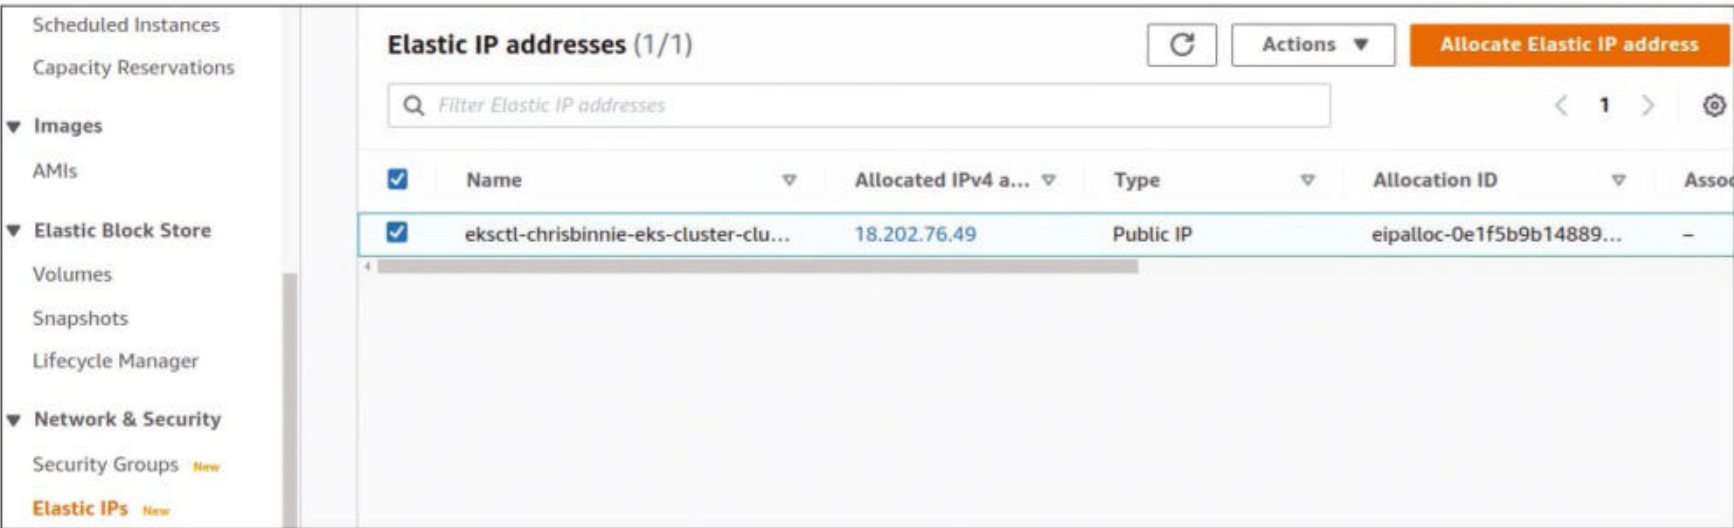 Scheduled Instances
Capacity Reservations
Images
AMIs
Elastic Block Store
Volumes
Snapshots
Lifecycle Manager
Network & Security
Security Groups New
Elastic IPs New
Elastic IP addresses (1/1)
Actions
Allocate Elastic IP address
Filter Elastic IP addresses
1
Name Allocated IPv4 a... Type Allocation ID Assoc
eksctl-chrisbinnie-eks-cluster-clu... 18.202.76.49 Public IP eipalloc-0e1f5b9b14889... –